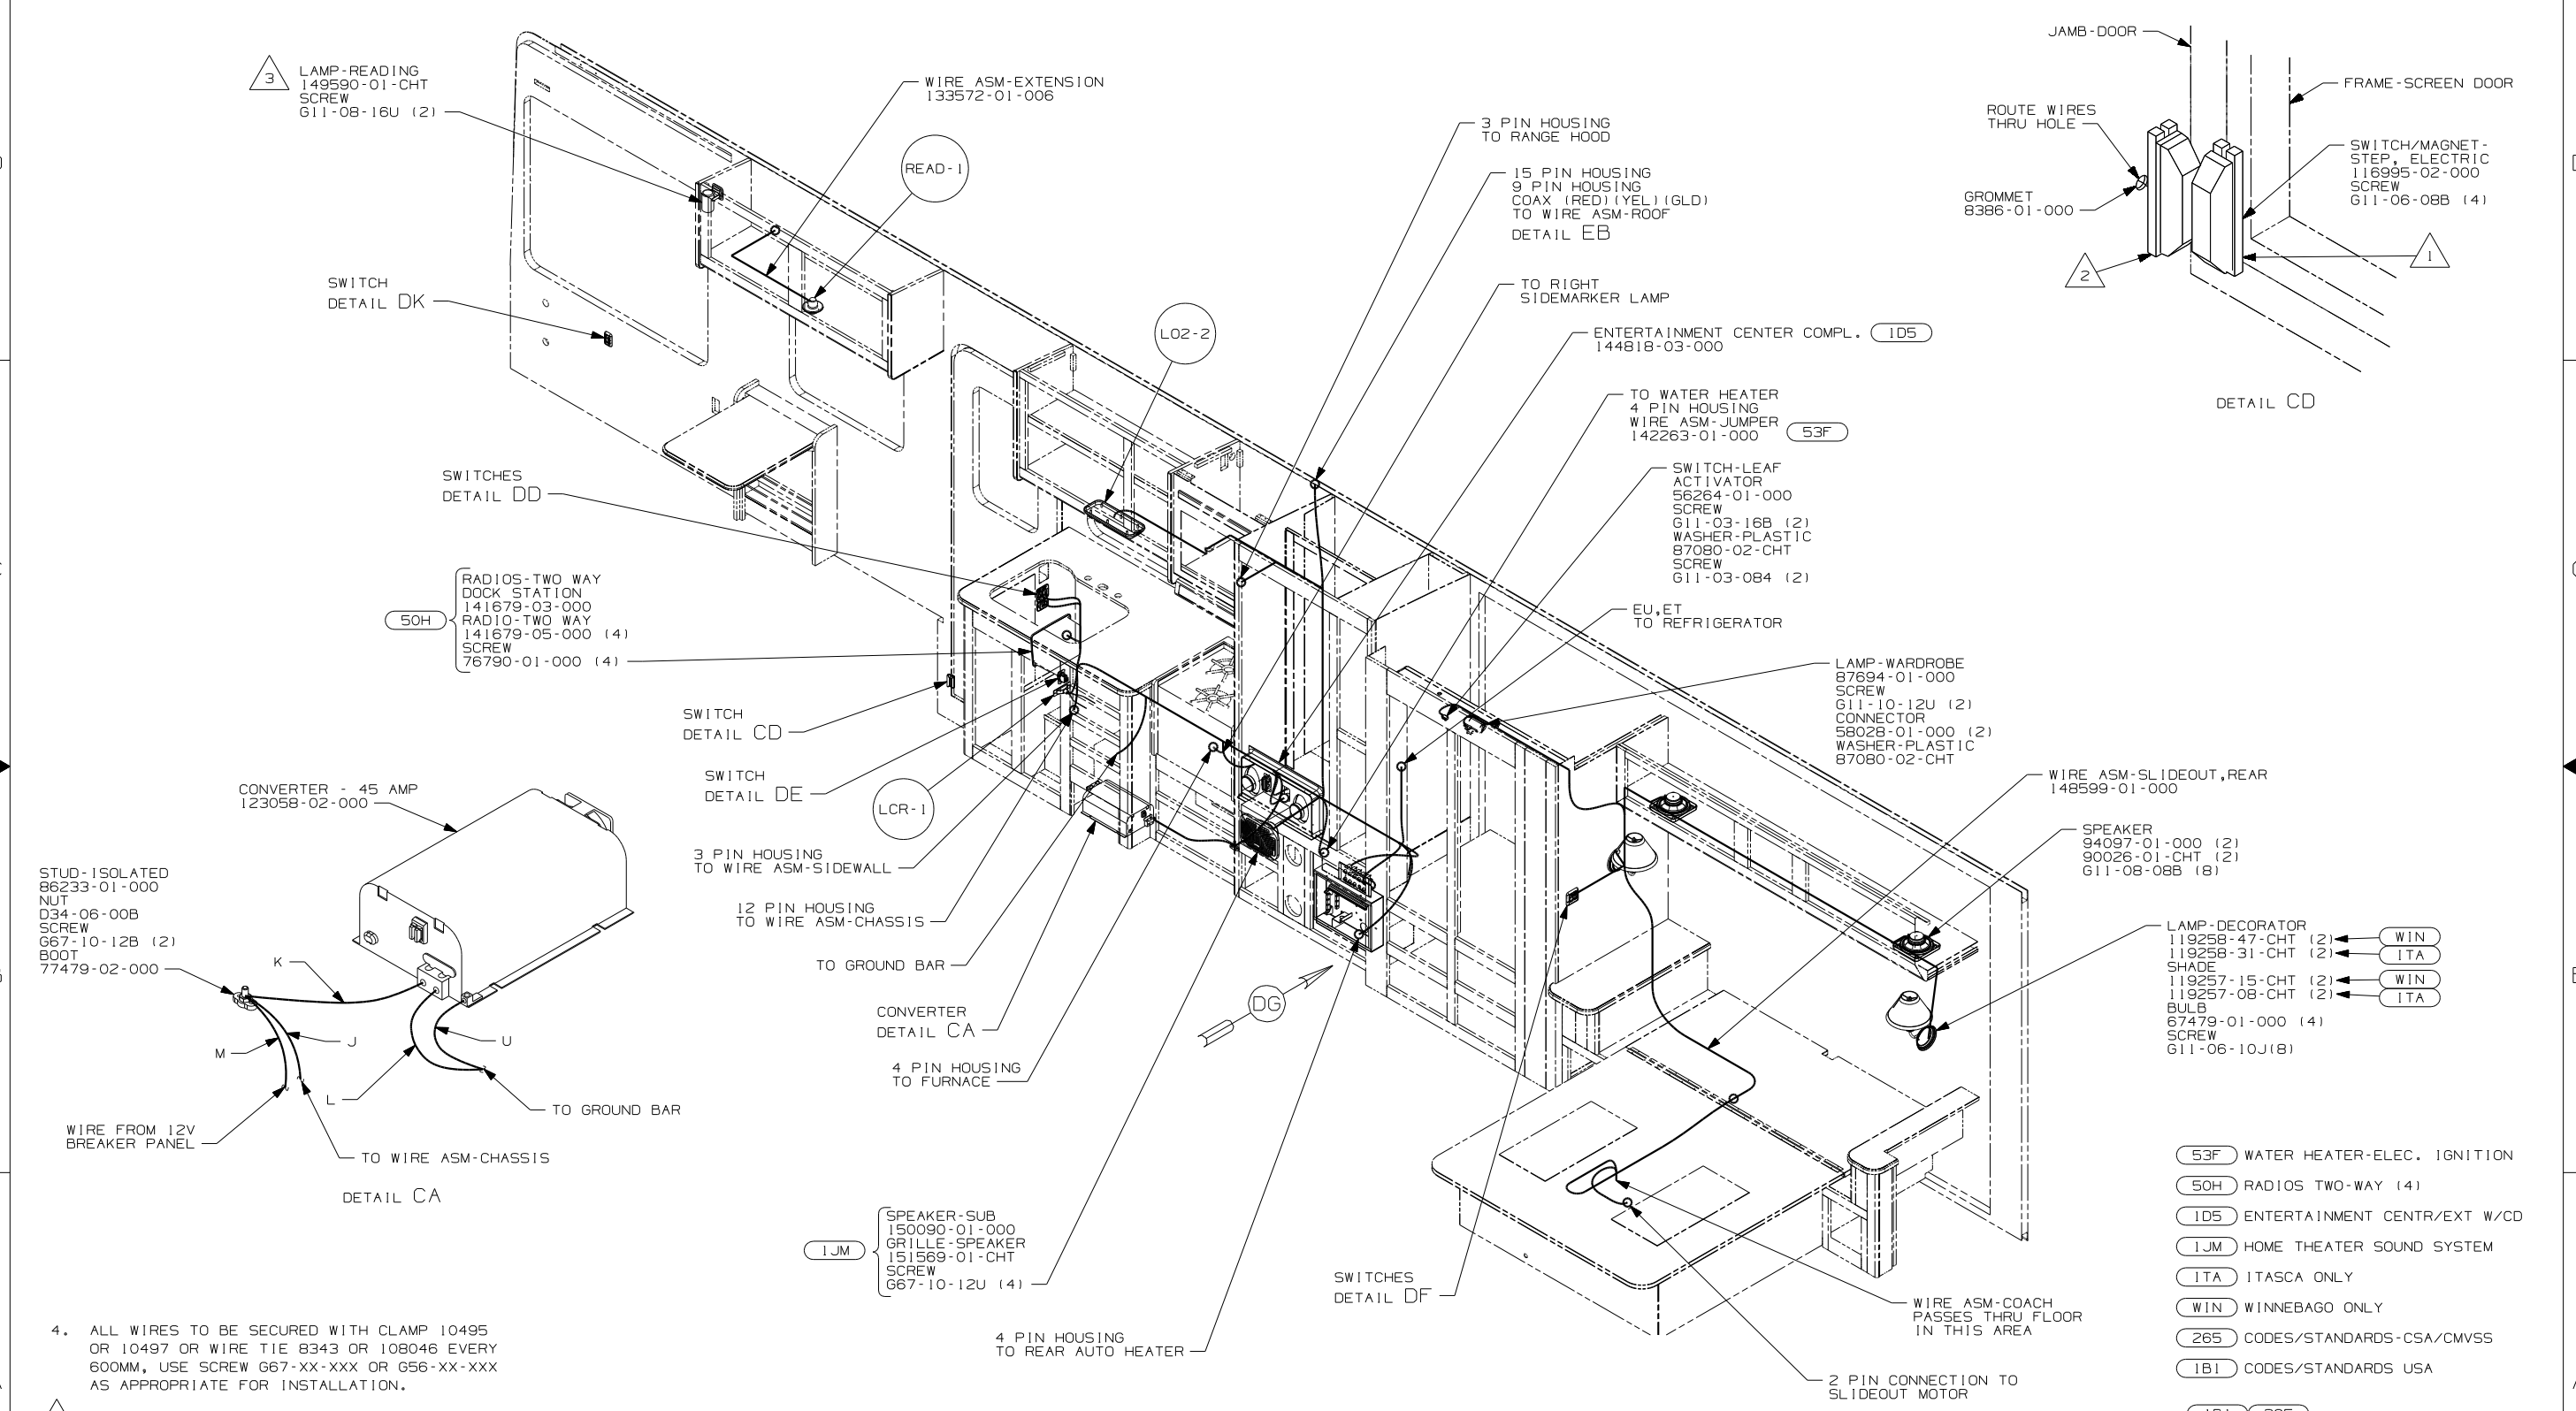 3
LAMP-READING
149590-01-CHT
SCREW
G11-08-16U (2)
WIRE ASM-EXTENSION
133572-01-006
READ-1
3 PIN HOUSING
TO RANGE HOOD
15 PIN HOUSING
9 PIN HOUSING
COAX (RED)(YEL)(GLD)
TO WIRE ASM-ROOF
DETAIL EB
JAMB-DOOR
FRAME-SCREEN DOOR
ROUTE WIRES
THRU HOLE
SWITCH/MAGNET-
STEP, ELECTRIC
116995-02-000
SCREW
G11-06-08B (4)
GROMMET
8386-01-000
2
1
DETAIL CD
SWITCH
DETAIL DK
L02-2
TO RIGHT
SIDEMARKER LAMP
ENTERTAINMENT CENTER COMPL. 1D5
144818-03-000
TO WATER HEATER
4 PIN HOUSING
WIRE ASM-JUMPER
142263-01-000 53F
SWITCHES
DETAIL DD
SWITCH-LEAF
ACTIVATOR
56264-01-000
SCREW
G11-03-16B (2)
WASHER-PLASTIC
87080-02-CHT
SCREW
G11-03-084 (2)
50H
RADIOS-TWO WAY
DOCK STATION
141679-03-000
RADIO-TWO WAY
141679-05-000 (4)
SCREW
76790-01-000 (4)
EU,ET
TO REFRIGERATOR
LAMP-WARDROBE
87694-01-000
SCREW
G11-10-12U (2)
CONNECTOR
58028-01-000 (2)
WASHER-PLASTIC
87080-02-CHT
SWITCH
DETAIL CD
SWITCH
DETAIL DE
LCR-1
WIRE ASM-SLIDEOUT,REAR
148599-01-000
CONVERTER - 45 AMP
123058-02-000
SPEAKER
94097-01-000 (2)
90026-01-CHT (2)
G11-08-08B (8)
3 PIN HOUSING
TO WIRE ASM-SIDEWALL
STUD-ISOLATED
86233-01-000
NUT
D34-06-00B
SCREW
G67-10-12B (2)
BOOT
77479-02-000
12 PIN HOUSING
TO WIRE ASM-CHASSIS
LAMP-DECORATOR
119258-47-CHT (2) WIN
119258-31-CHT (2) ITA
SHADE
119257-15-CHT (2) WIN
119257-08-CHT (2) ITA
BULB
67479-01-000 (4)
SCREW
G11-06-10J(8)
K
TO GROUND BAR
DG
CONVERTER
DETAIL CA
M
J
U
L
4 PIN HOUSING
TO FURNACE
TO GROUND BAR
WIRE FROM 12V
BREAKER PANEL
TO WIRE ASM-CHASSIS
DETAIL CA
1JM
SPEAKER-SUB
150090-01-000
GRILLE-SPEAKER
151569-01-CHT
SCREW
G67-10-12U (4)
SWITCHES
DETAIL DF
WIRE ASM-COACH
PASSES THRU FLOOR
IN THIS AREA
4 PIN HOUSING
TO REAR AUTO HEATER
2 PIN CONNECTION TO
SLIDEOUT MOTOR
53F WATER HEATER-ELEC. IGNITION
50H RADIOS TWO-WAY (4)
1D5 ENTERTAINMENT CENTR/EXT W/CD
1JM HOME THEATER SOUND SYSTEM
ITA ITASCA ONLY
WIN WINNEBAGO ONLY
265 CODES/STANDARDS-CSA/CMVSS
1B1 CODES/STANDARDS USA
4. ALL WIRES TO BE SECURED WITH CLAMP 10495
OR 10497 OR WIRE TIE 8343 OR 108046 EVERY
600MM, USE SCREW G67-XX-XXX OR G56-XX-XXX
AS APPROPRIATE FOR INSTALLATION.